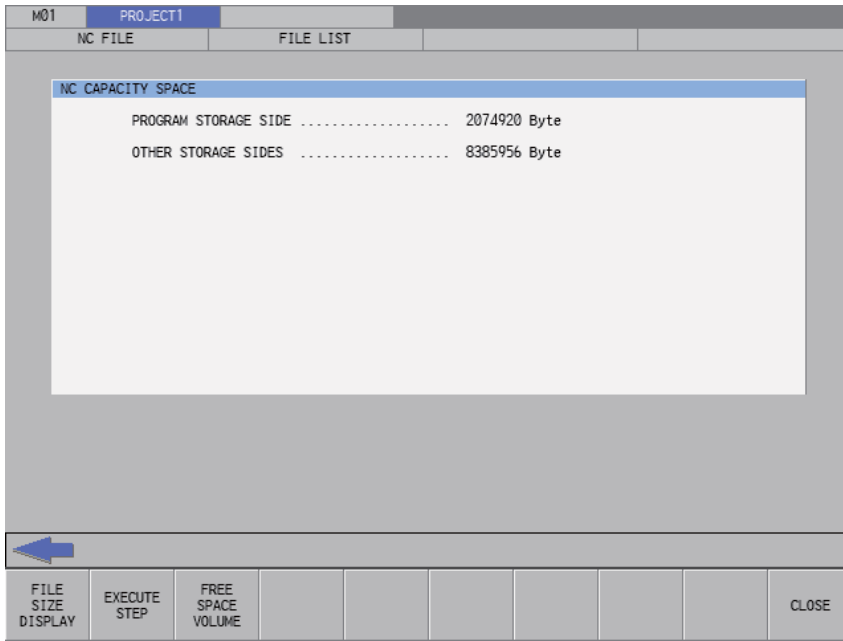 M01 PROJECT1
NC FILE FILE LIST
NC CAPACITY SPACE
PROGRAM STORAGE SIDE ................... 2074920 Byte
OTHER STORAGE SIDES ................... 8385956 Byte
FILE SIZE DISPLAY
EXECUTE STEP
FREE SPACE VOLUME
CLOSE